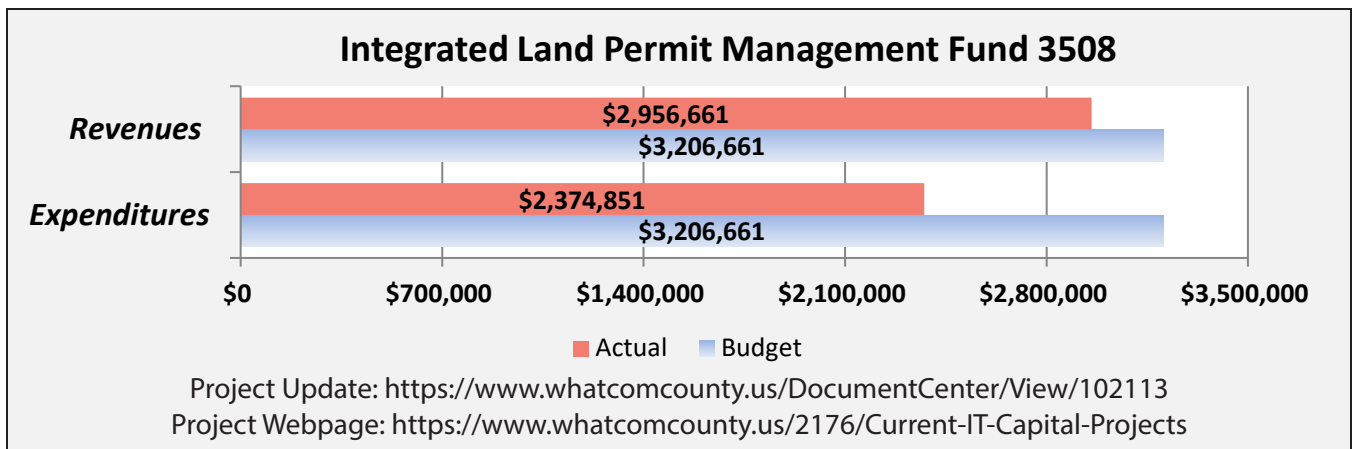 Integrated Land Permit Management Fund 3508
Revenues
$2,956,661
$3,206,661
Expenditures
$2,374,851
$3,206,661
$0 $700,000 $1,400,000 $2,100,000 $2,800,000 $3,500,000
Actual Budget
Project Update: https://www.whatcomcounty.us/DocumentCenter/View/102113
Project Webpage: https://www.whatcomcounty.us/2176/Current-IT-Capital-Projects